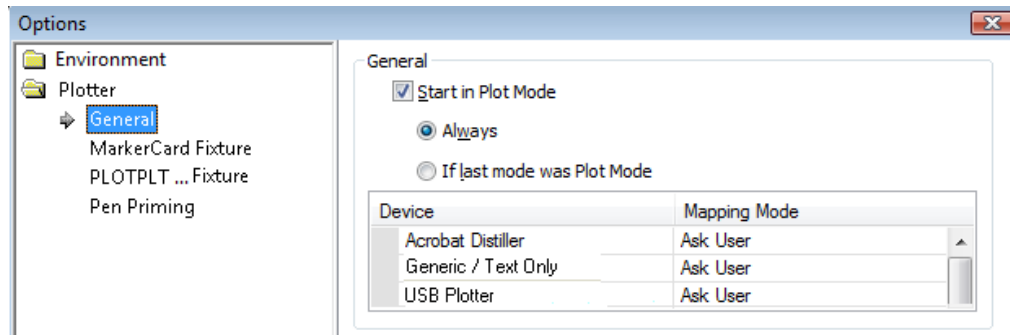 Options
Environment
Plotter
General
MarkerCard Fixture
PLOTPLT ... Fixture
Pen Priming
General
Start in Plot Mode
Always
If last mode was Plot Mode
Device Mapping Mode
Acrobat Distiller Ask User
Generic / Text Only Ask User
USB Plotter Ask User